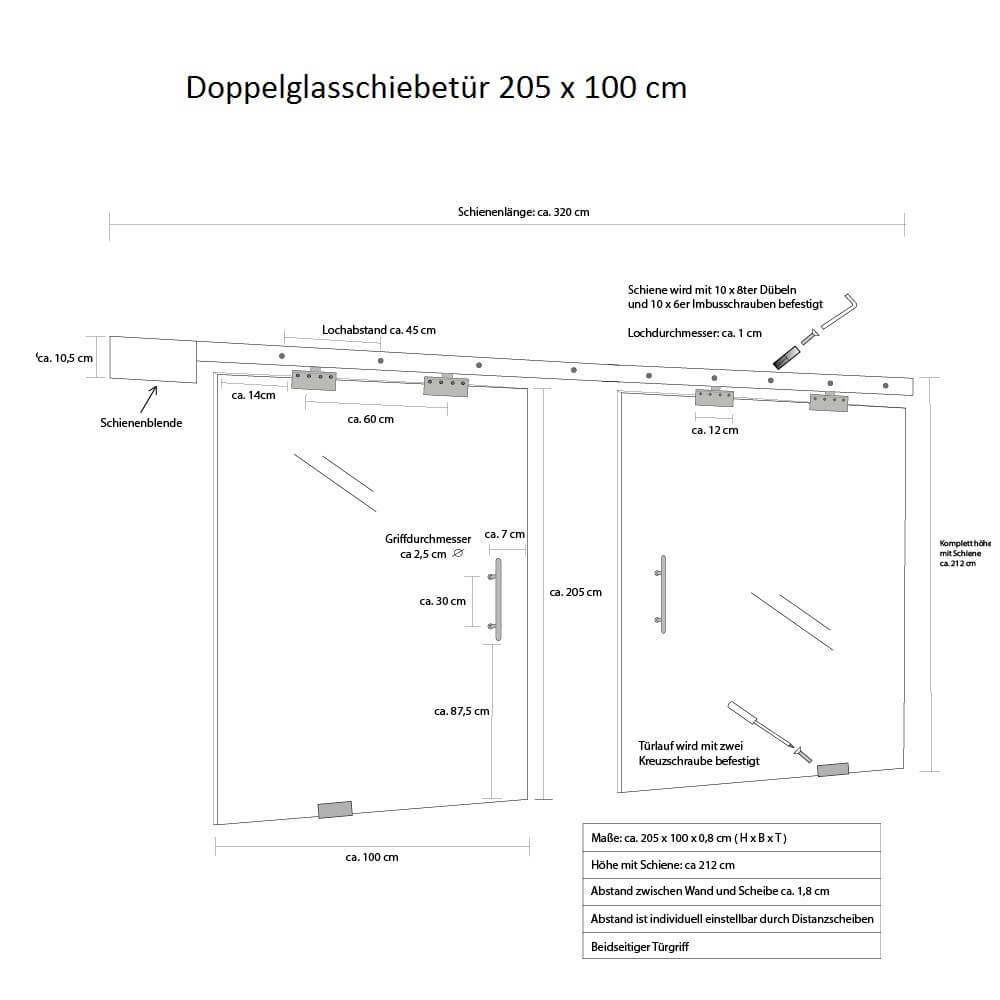 Doppelglasschiebetür 205 x 100 cm
Schienenlänge: ca. 320 cm
Schiene wird mit 10 x 8ter Dübeln
und 10 x 6er Imbusschrauben befestigt
Lochdurchmesser: ca. 1 cm
Lochabstand ca. 45 cm
ca. 10,5 cm
Schienenblende
ca. 14cm
ca. 60 cm
ca. 12 cm
Griffdurchmesser
ca 2,5 cm
ca. 7 cm
ca. 30 cm
ca. 205 cm
Kompletthöhe
mit Schiene
ca. 212 cm
ca. 87,5 cm
Türlauf wird mit zwei
Kreuzschraube befestigt
ca. 100 cm
Maße: ca. 205 x 100 x 0,8 cm ( H x B x T )
Höhe mit Schiene: ca 212 cm
Abstand zwischen Wand und Scheibe ca. 1,8 cm
Abstand ist individuell einstellbar durch Distanzscheiben
Beidseitiger Türgriff